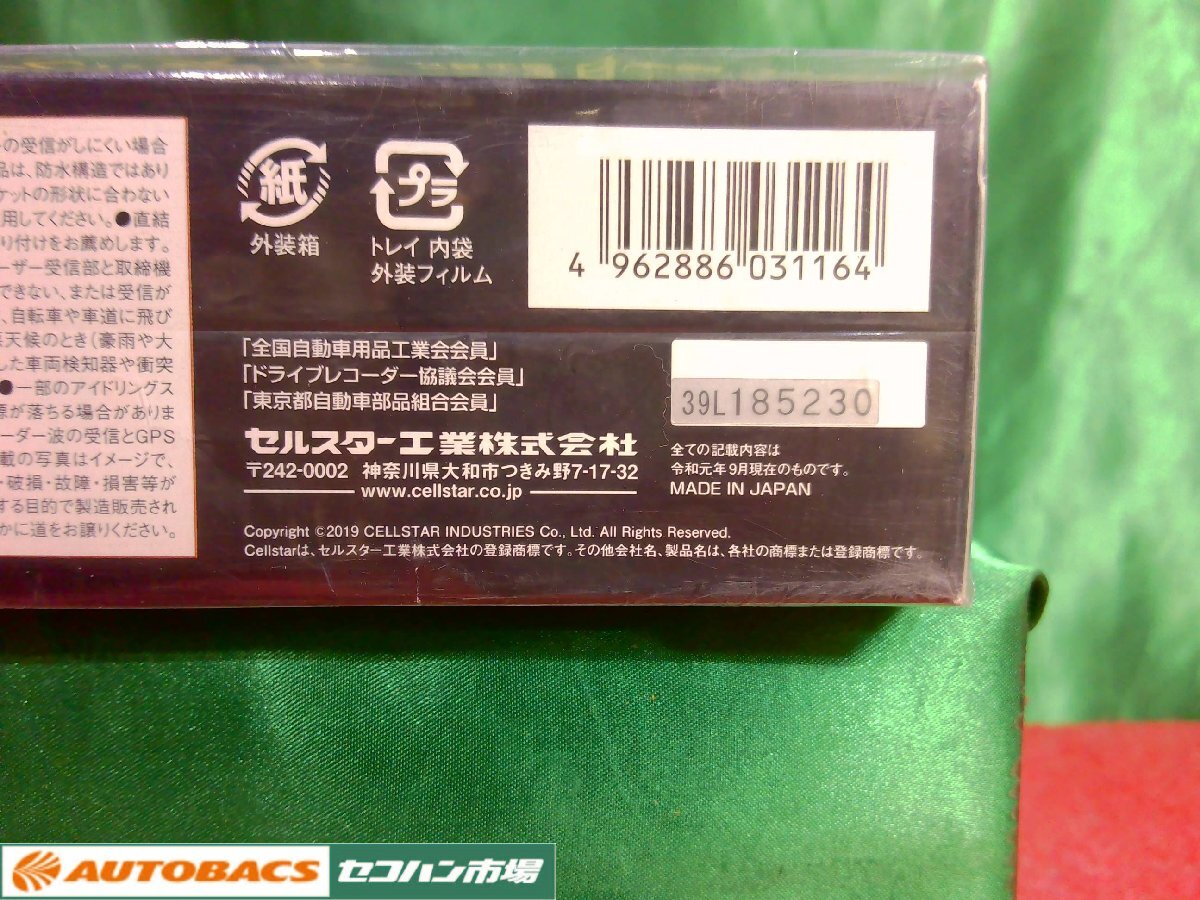 の受信がしにくい場合
品は、防水構造ではあり
ケットの形状に合わない
用してください。●直結
り付けをお薦めします。
ーザー受信部と取締機
できない、または受信が
、自転車や車道に飛び
天候のとき(豪雨や大
した車両検知器や衝突
●一部のアイドリングス
源が落ちる場合がありま
ーダー波の受信とGPS
載の写真はイメージで、
・破損・故障・損害等が
する目的で製造販売され
かに道をお譲りください。
紙
外装箱
プラ
トレイ 内袋
外装フィルム
4 962886 031164
「全国自動車用品工業会会員」
「ドライブレコーダー協議会会員」
「東京都自動車部品組合会員」
セルスター工業株式会社
〒242-0002 神奈川県大和市つきみ野7-17-32
www.cellstar.co.jp
39L185230
全ての記載内容は
令和元年9月現在のものです。
MADE IN JAPAN
Copyright ©2019 CELLSTAR INDUSTRIES Co., Ltd. All Rights Reserved.
Cellstarは、セルスター工業株式会社の登録商標です。その他会社名、製品名は、各社の商標または登録商標です。
AUTOBACS セコハン市場